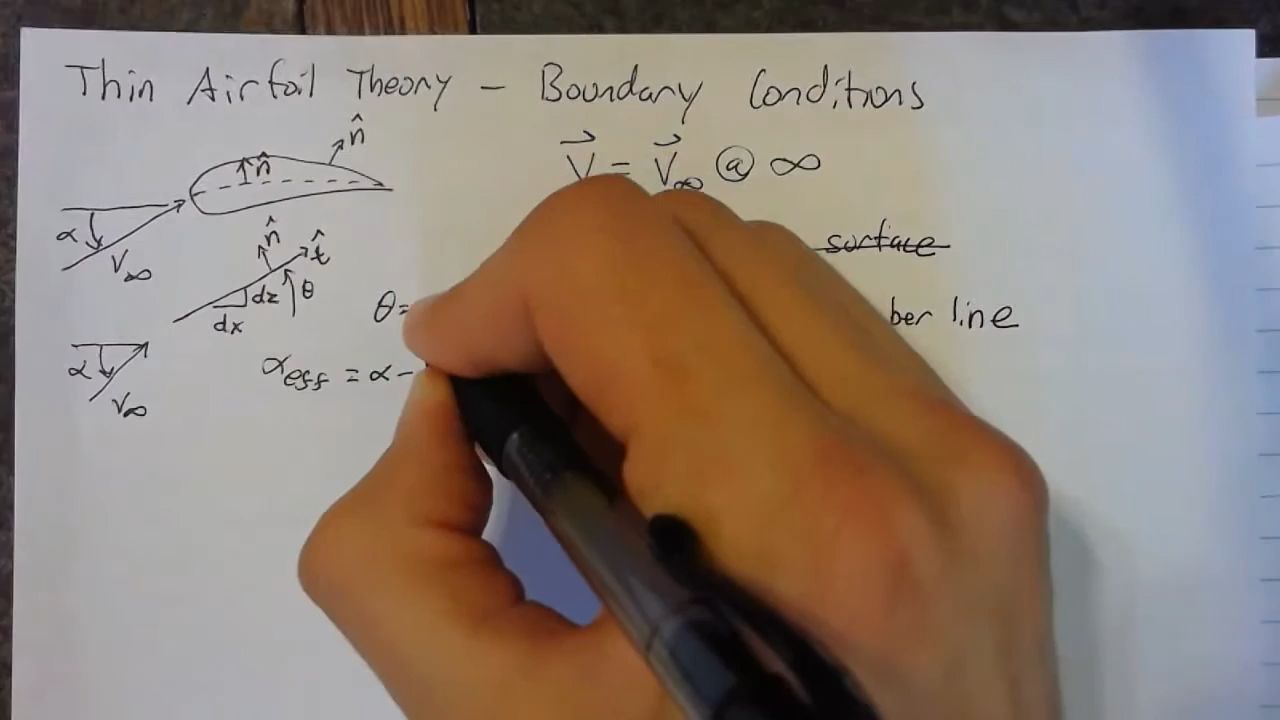 Thin Airfoil Theory – Boundary Conditions
n̂
n̂
V⃗ = V⃗∞ @ ∞
α
V∞
surface
n̂
t̂
dz
θ
dx
θ=
ber line
α
V∞
αeff = α –